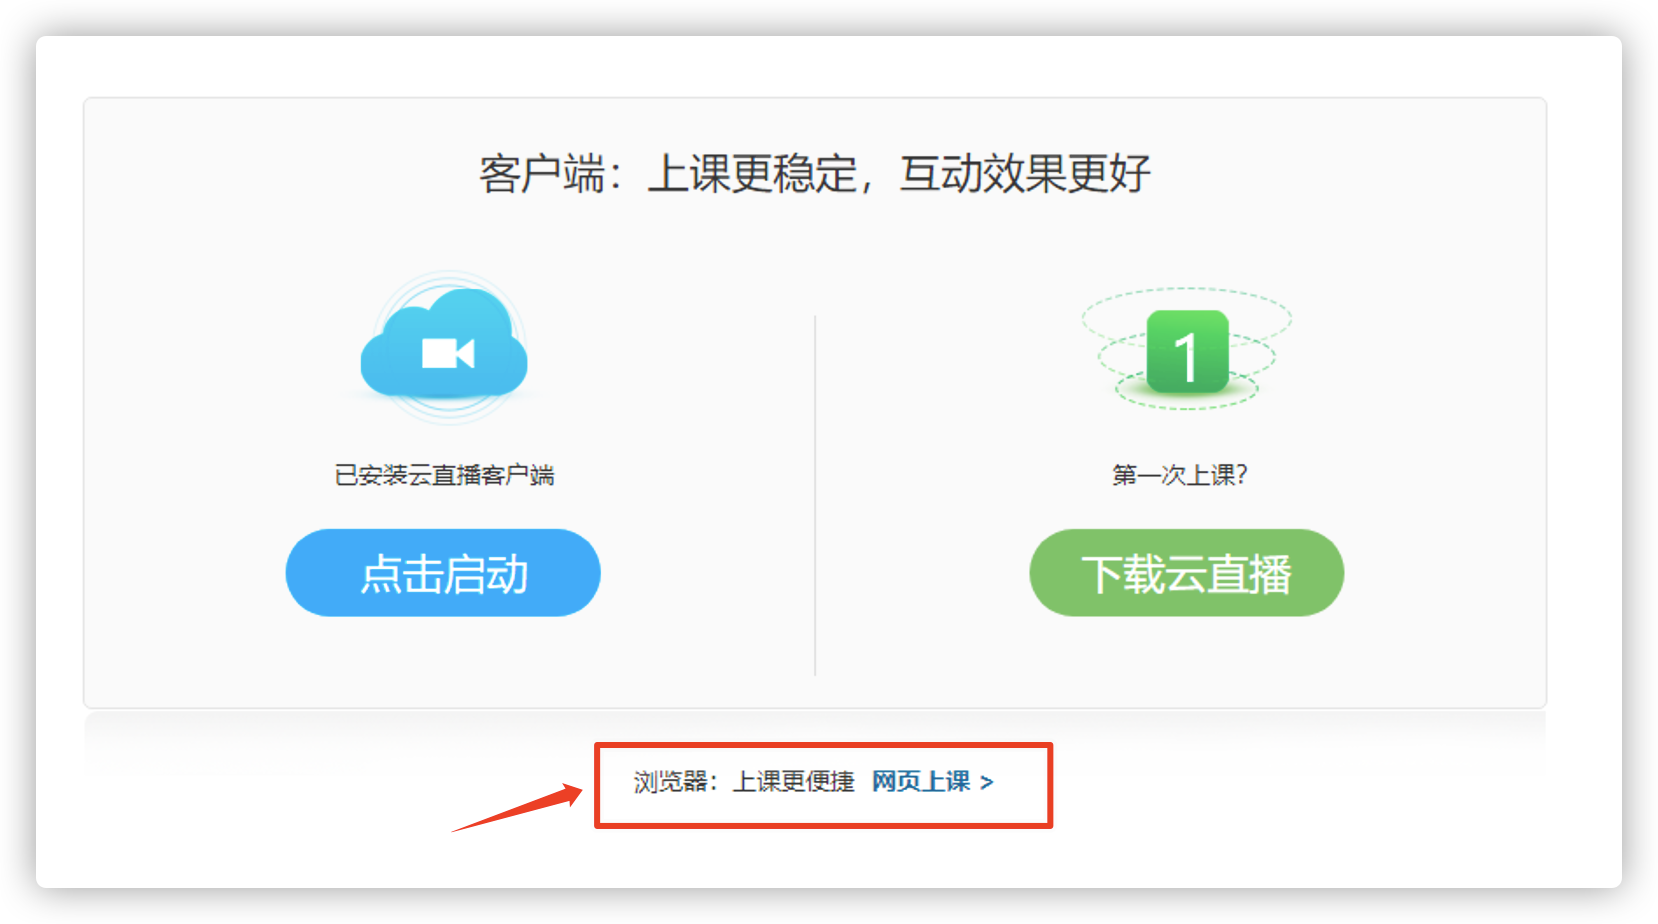 客户端：上课更稳定，互动效果更好
已安装云直播客户端
点击启动
1
第一次上课？
下载云直播
浏览器：上课更便捷 网页上课 >